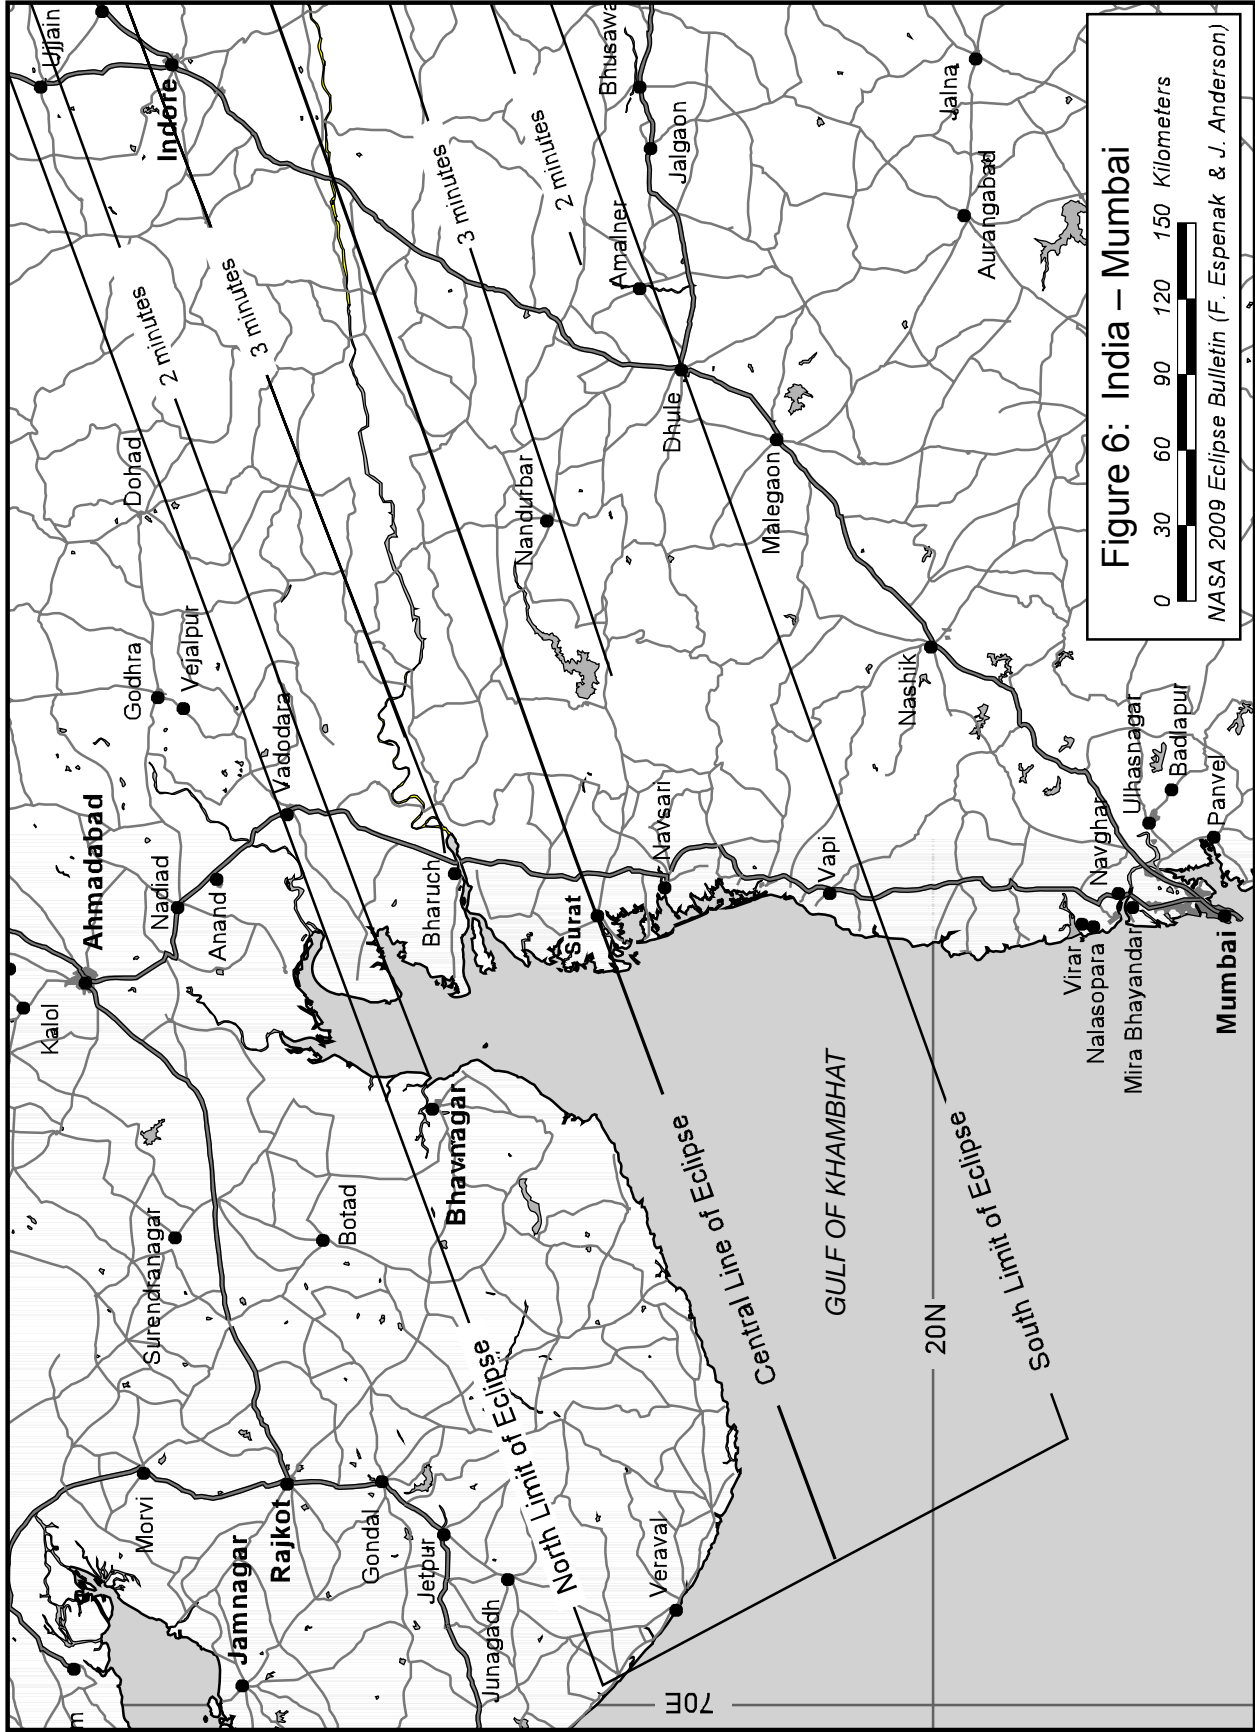 Figure 6: India – Mumbai
0 30 60 90 120 150 Kilometers
NASA 2009 Eclipse Bulletin (F. Espenak & J. Anderson)
Ujjain
Indore
2 minutes
3 minutes
3 minutes
2 minutes
Bhusawa
Jalgaon
Amalner
Jalna
Aurangabad
Dohad
Dhule
Nandurbar
Malegaon
Godhra
Vejalpur
Vadodara
Nashik
Ahmadabad
Nadiad
Anand
Kalol
Bharuch
Surat
Navsari
Vapi
Ulhasnagar
Badlapur
Panvel
Navghar
Virar
Nalasopara
Mira Bhayandar
Mumbai
Bhavnagar
Surendranagar
Botad
North Limit of Eclipse
Central Line of Eclipse
South Limit of Eclipse
GULF OF KHAMBHAT
20N
70E
Morvi
Rajkot
Jamnagar
Gondal
Jetpur
Junagadh
Veraval
m